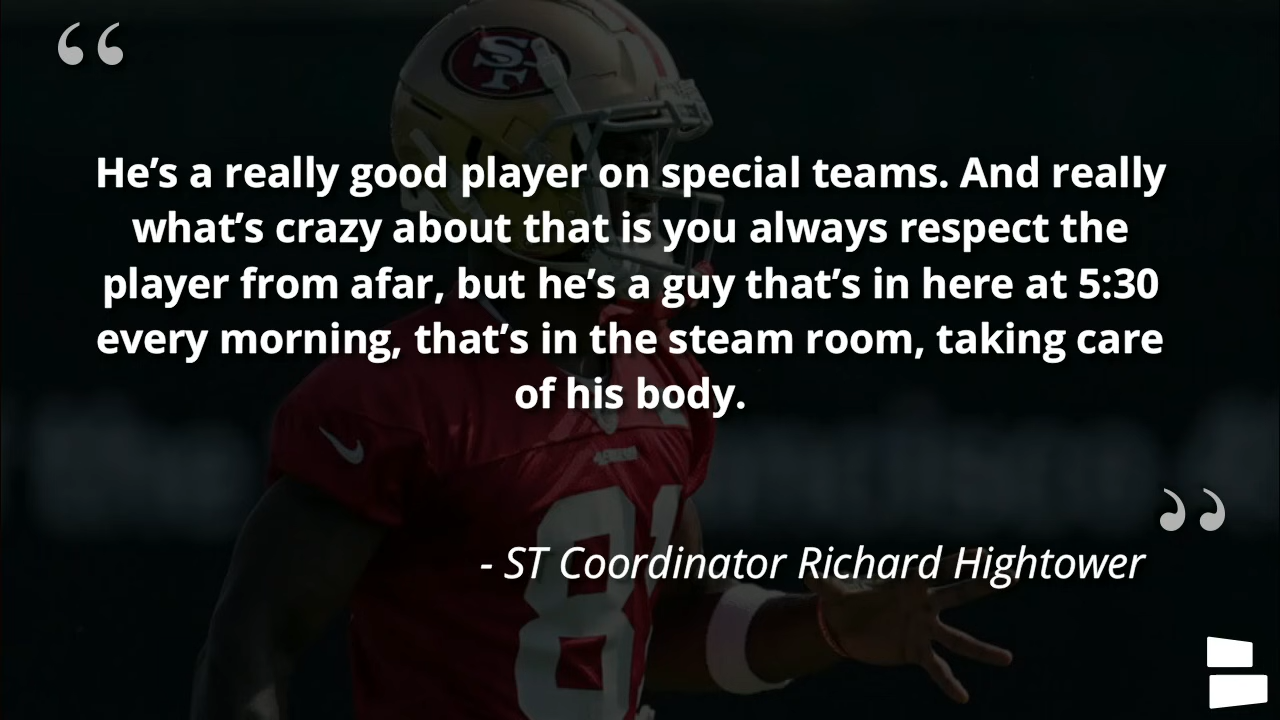 “
He’s a really good player on special teams. And really
what’s crazy about that is you always respect the
player from afar, but he’s a guy that’s in here at 5:30
every morning, that’s in the steam room, taking care
of his body.
”
- ST Coordinator Richard Hightower
SF
49ERS